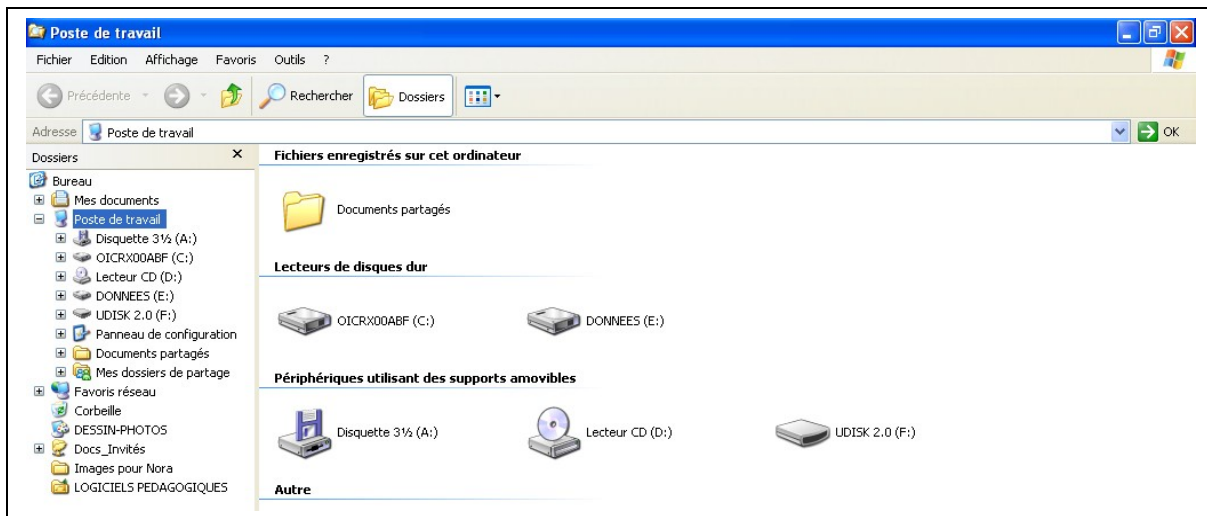 Poste de travail
Fichier Edition Affichage Favoris Outils ?
Précédente Rechercher Dossiers
Adresse Poste de travail OK
Dossiers X
Bureau
Mes documents
Poste de travail
Disquette 3½ (A:)
OICRX00ABF (C:)
Lecteur CD (D:)
DONNEES (E:)
UDISK 2.0 (F:)
Panneau de configuration
Documents partagés
Mes dossiers de partage
Favoris réseau
Corbeille
DESSIN-PHOTOS
Docs_Invités
Images pour Nora
LOGICIELS PEDAGOGIQUES
Fichiers enregistrés sur cet ordinateur
Documents partagés
Lecteurs de disques dur
OICRX00ABF (C:) DONNEES (E:)
Périphériques utilisant des supports amovibles
Disquette 3½ (A:) Lecteur CD (D:) UDISK 2.0 (F:)
Autre